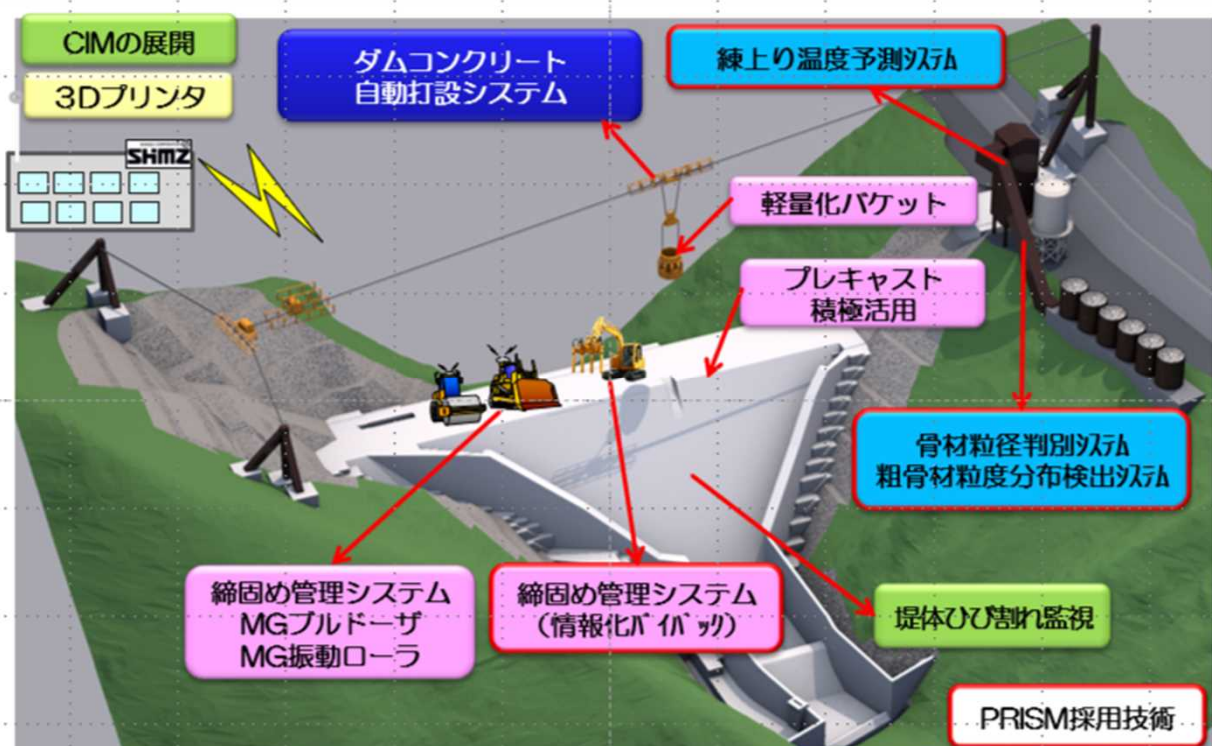 CIMの展開
3Dプリンタ
SHIMZ
ダムコンクリート
自動打設システム
練上り温度予測ｼｽﾃﾑ
軽量化バケット
プレキャスト
積極活用
骨材粒径判別ｼｽﾃﾑ
粗骨材粒度分布検出ｼｽﾃﾑ
締固め管理システム
MGブルドーザ
MG振動ローラ
締固め管理システム
（情報化ﾊﾞｲﾊﾞｯｸ）
堤体ひび割れ監視
PRISM採用技術